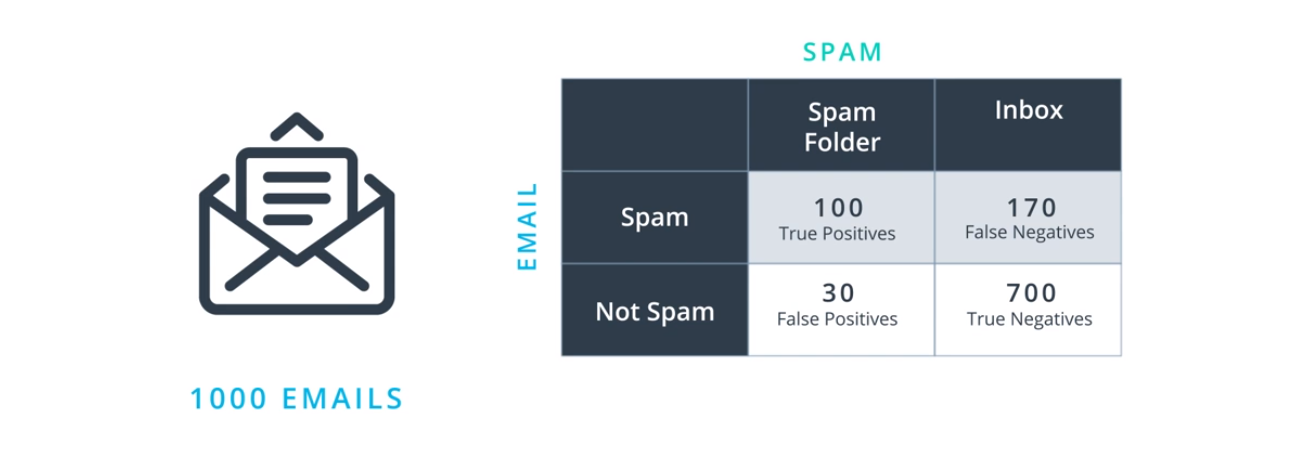 SPAM
Spam
Folder
Inbox
EMAIL
Spam
100
True Positives
170
False Negatives
Not Spam
30
False Positives
700
True Negatives
1000 EMAILS